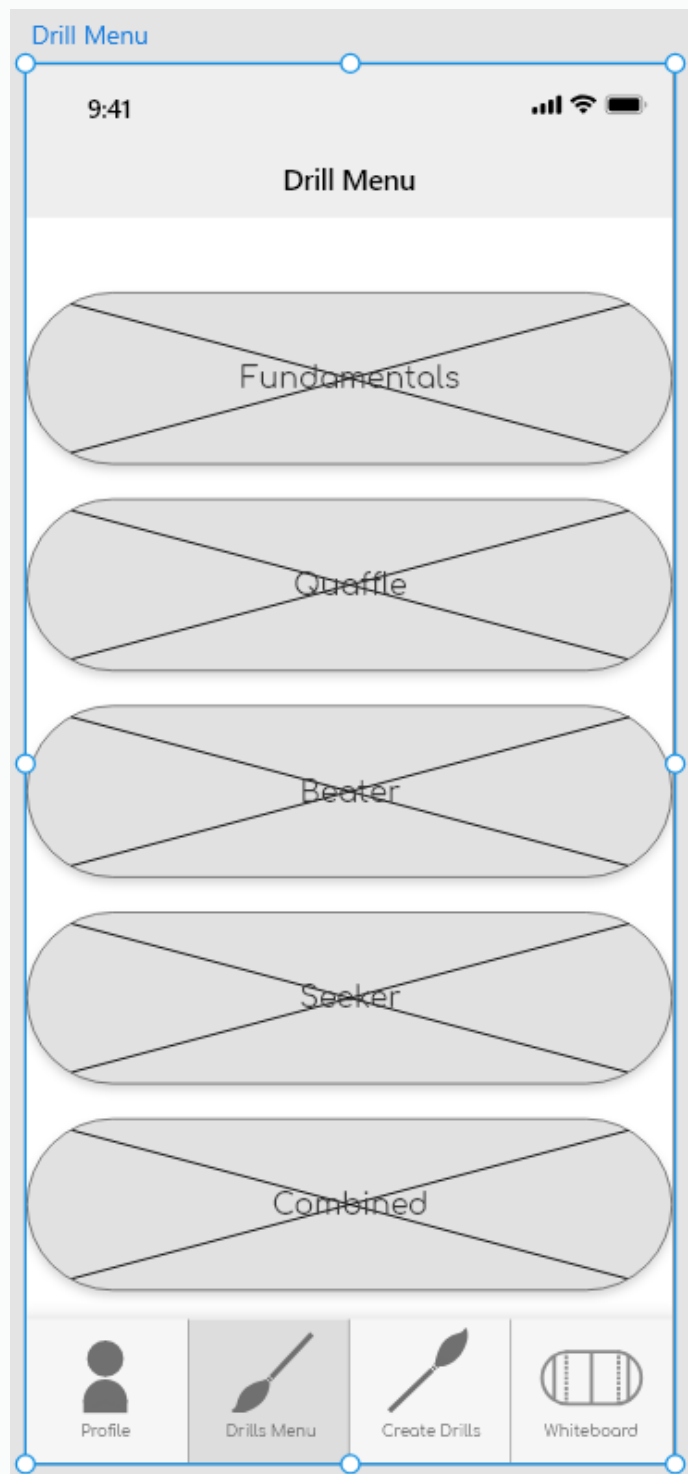 Drill Menu
9:41
Drill Menu
Fundamentals
Quaffle
Beater
Seeker
Combined
Profile
Drills Menu
Create Drills
Whiteboard